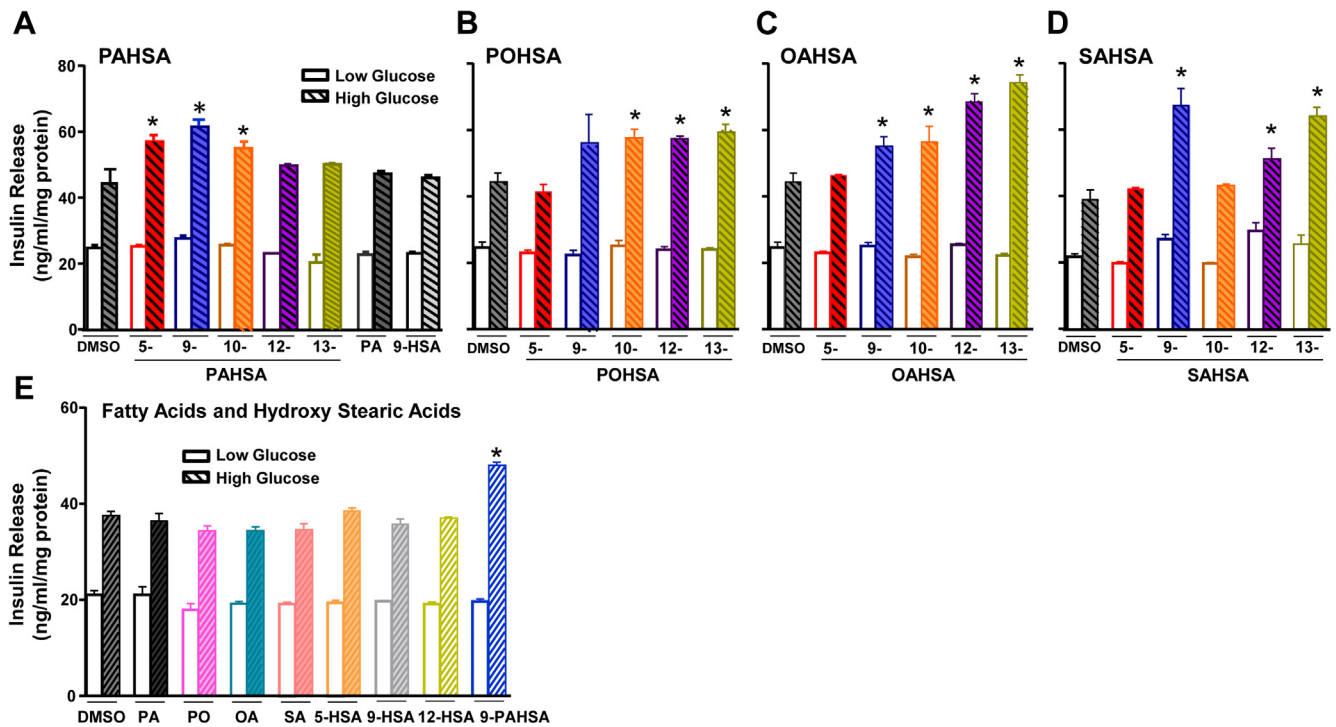 A
PAHSA
Insulin Release
(ng/ml/mg protein)
80
60
40
20
0
Low Glucose
High Glucose
* * *
DMSO 5- 9- 10- 12- 13- PA 9-HSA
PAHSA
B
POHSA
* * *
DMSO 5- 9- 10- 12- 13-
POHSA
C
OAHSA
* * * *
DMSO 5- 9- 10- 12- 13-
OAHSA
D
SAHSA
* * *
DMSO 5- 9- 10- 12- 13-
SAHSA
E
Fatty Acids and Hydroxy Stearic Acids
Insulin Release
(ng/ml/mg protein)
60
40
20
0
Low Glucose
High Glucose
*
DMSO PA PO OA SA 5-HSA 9-HSA 12-HSA 9-PAHSA